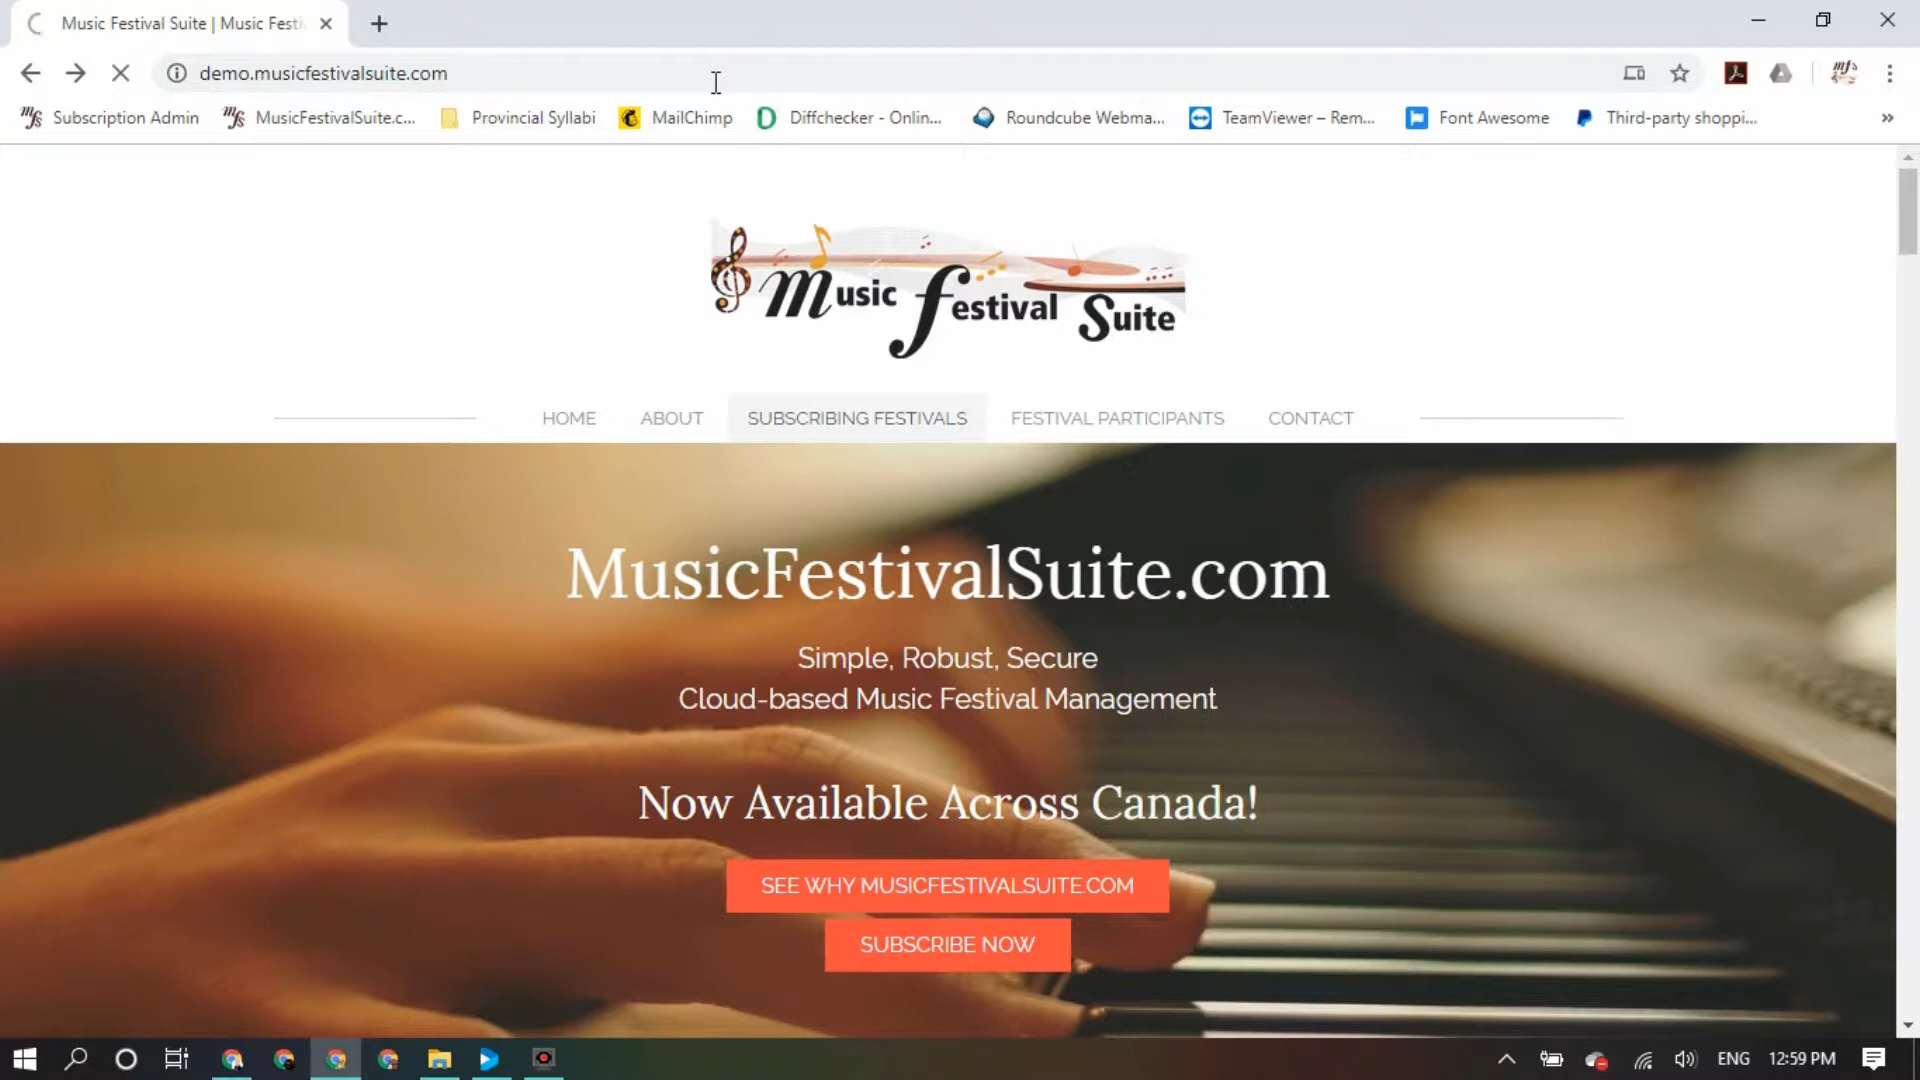 Music Festival Suite | Music Festi
demo.musicfestivalsuite.com
Subscription Admin
MusicFestivalSuite.c...
Provincial Syllabi
MailChimp
Diffchecker - Onlin...
Roundcube Webma...
TeamViewer – Rem...
Font Awesome
Third-party shoppi...
Music Festival Suite
HOME
ABOUT
SUBSCRIBING FESTIVALS
FESTIVAL PARTICIPANTS
CONTACT
MusicFestivalSuite.com
Simple, Robust, Secure
Cloud-based Music Festival Management
Now Available Across Canada!
SEE WHY MUSICFESTIVALSUITE.COM
SUBSCRIBE NOW
ENG
12:59 PM